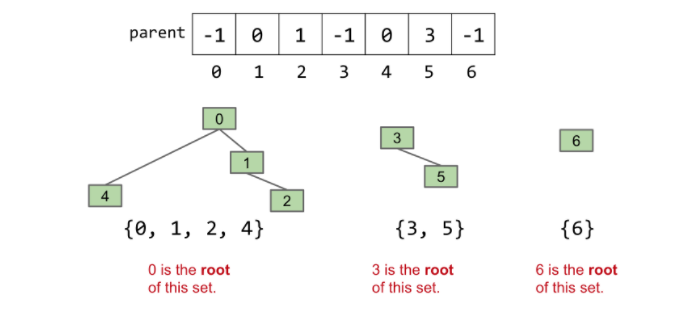 parent -1 0 1 -1 0 3 -1
0 1 2 3 4 5 6
0
3
6
1
5
4
2
{0, 1, 2, 4} {3, 5} {6}
0 is the root
of this set.
3 is the root
of this set.
6 is the root
of this set.